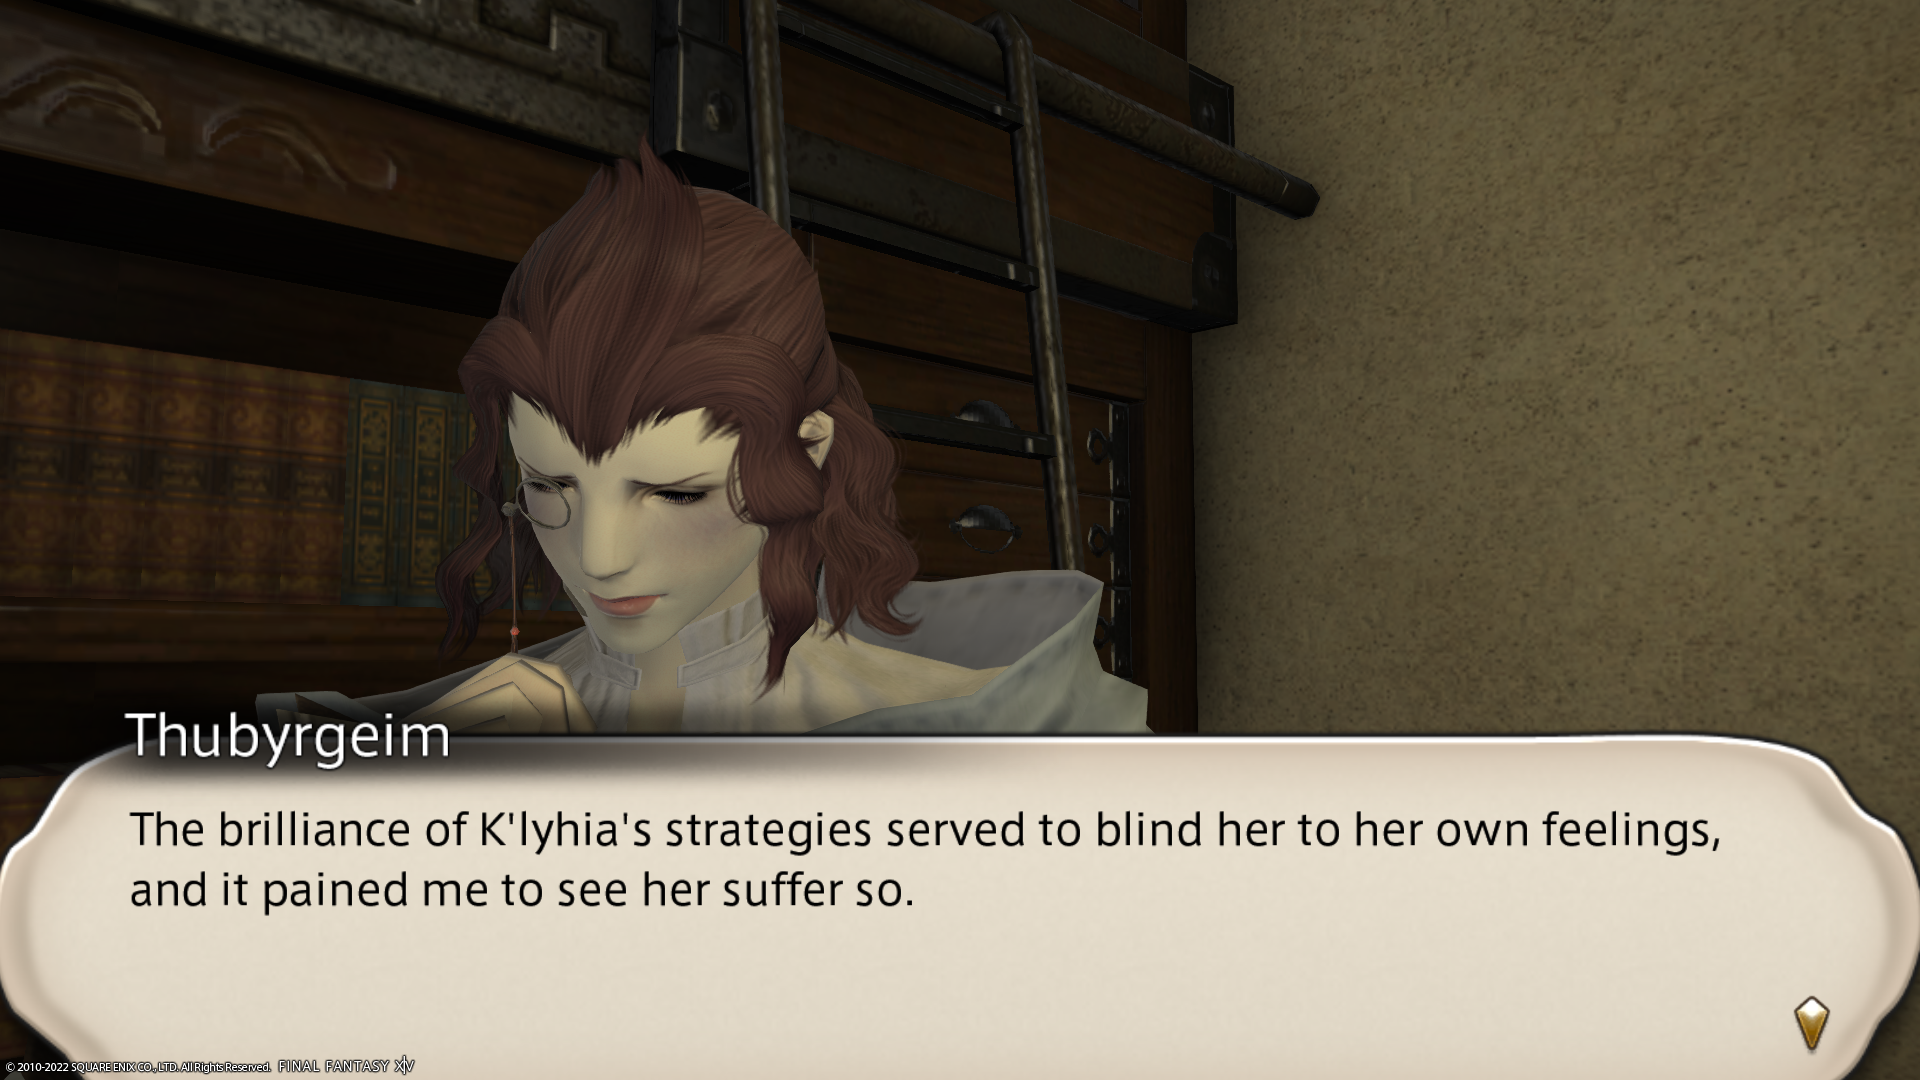 Thubyrgeim
The brilliance of K'lyhia's strategies served to blind her to her own feelings,
and it pained me to see her suffer so.
© 2010-2022 SQUARE ENIX CO., LTD. All Rights Reserved. FINAL FANTASY XIV